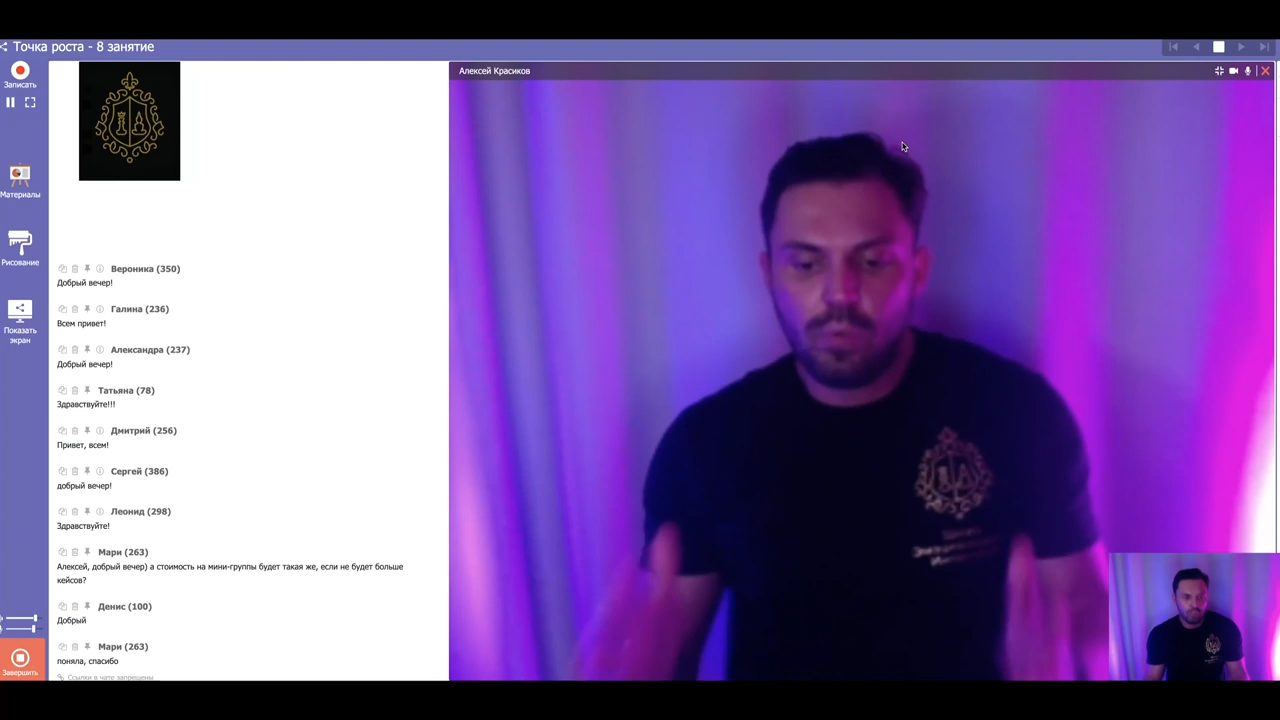 Точка роста - 8 занятие
Записать
Материалы
Рисование
Показать
экран
Завершить
Вероника (350)
Добрый вечер!
Галина (236)
Всем привет!
Александра (237)
Добрый вечер!
Татьяна (78)
Здравствуйте!!!
Дмитрий (256)
Привет, всем!
Сергей (386)
добрый вечер!
Леонид (298)
Здравствуйте!
Мари (263)
Алексей, добрый вечер) а стоимость на мини-группы будет такая же, если не будет больше
кейсов?
Денис (100)
Добрый
Мари (263)
поняла, спасибо
Ссылки в чате запрещены
Алексей Красиков